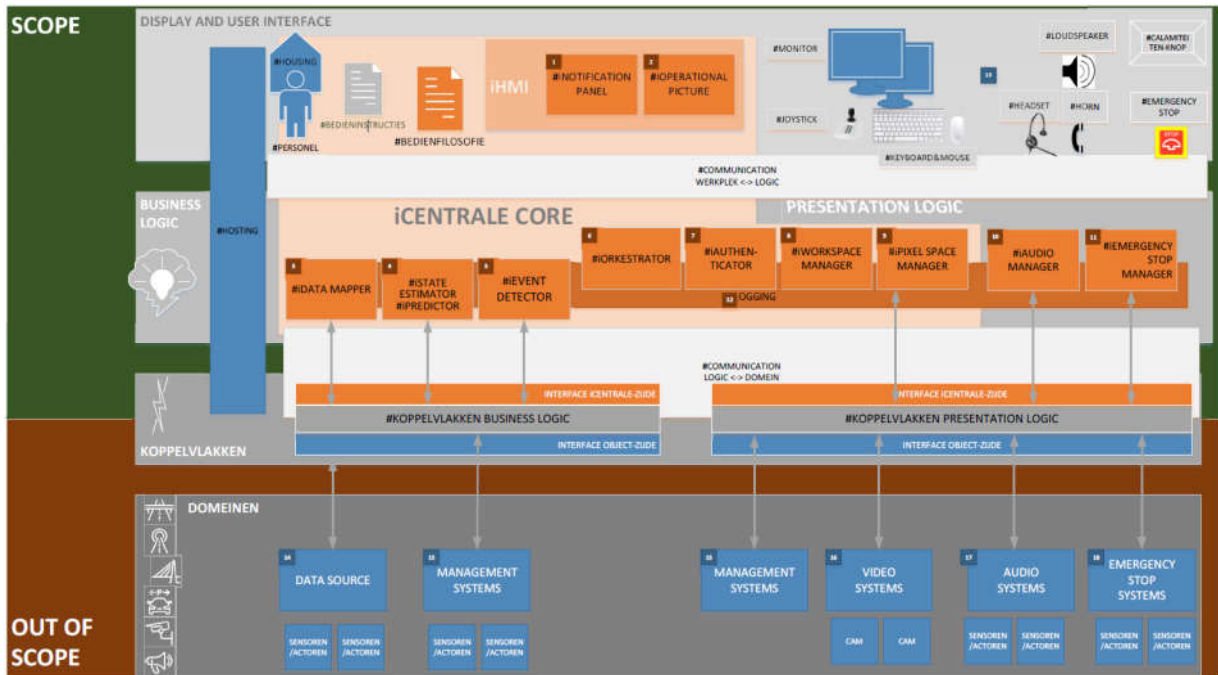 SCOPE
DISPLAY AND USER INTERFACE
#HOUSING
#PERSONEL
#BEDIENINSTRUCTIES
#BEDIENFILOSOFIE
iHMI
1
#iNOTIFICATION
PANEL
2
#iOPERATIONAL
PICTURE
#MONITOR
#JOYSTICK
#KEYBOARD&MOUSE
13
#LOUDSPEAKER
#HEADSET
#HORN
#CALAMITEI
TEN-KNOP
#EMERGENCY
STOP
STOP
#COMMUNICATION
WERKPLEK <-> LOGIC
BUSINESS
LOGIC
#HOSTING
iCENTRALE CORE
PRESENTATION LOGIC
3
#iDATA MAPPER
4
#iSTATE
ESTIMATOR
#iPREDICTOR
5
#iEVENT
DETECTOR
6
#iORKESTRATOR
7
#iAUTHEN-
TICATOR
8
#iWORKSPACE
MANAGER
9
#iPIXEL SPACE
MANAGER
10
#iAUDIO
MANAGER
11
#iEMERGENCY
STOP MANAGER
12
OGGING
#COMMUNICATION
LOGIC <-> DOMEIN
INTERFACE iCENTRALE-ZIJDE
#KOPPELVLAKKEN BUSINESS LOGIC
INTERFACE OBJECT-ZIJDE
INTERFACE iCENTRALE-ZIJDE
#KOPPELVLAKKEN PRESENTATION LOGIC
INTERFACE OBJECT-ZIJDE
KOPPELVLAKKEN
OUT OF
SCOPE
DOMEINEN
14
DATA SOURCE
SENSOREN
/ACTOREN
SENSOREN
/ACTOREN
15
MANAGEMENT
SYSTEMS
SENSOREN
/ACTOREN
SENSOREN
/ACTOREN
15
MANAGEMENT
SYSTEMS
16
VIDEO
SYSTEMS
CAM
CAM
17
AUDIO
SYSTEMS
SENSOREN
/ACTOREN
SENSOREN
/ACTOREN
18
EMERGENCY
STOP
SYSTEMS
SENSOREN
/ACTOREN
SENSOREN
/ACTOREN